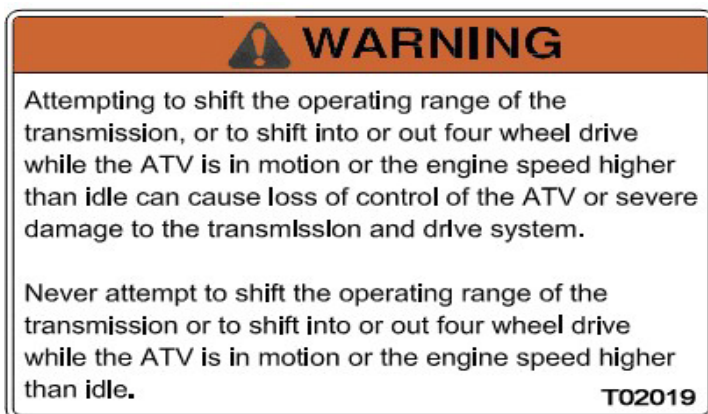 WARNING
Attempting to shift the operating range of the
transmission, or to shift into or out four wheel drive
while the ATV is in motion or the engine speed higher
than idle can cause loss of control of the ATV or severe
damage to the transmission and drive system.
Never attempt to shift the operating range of the
transmission or to shift into or out four wheel drive
while the ATV is in motion or the engine speed higher
than idle.
T02019